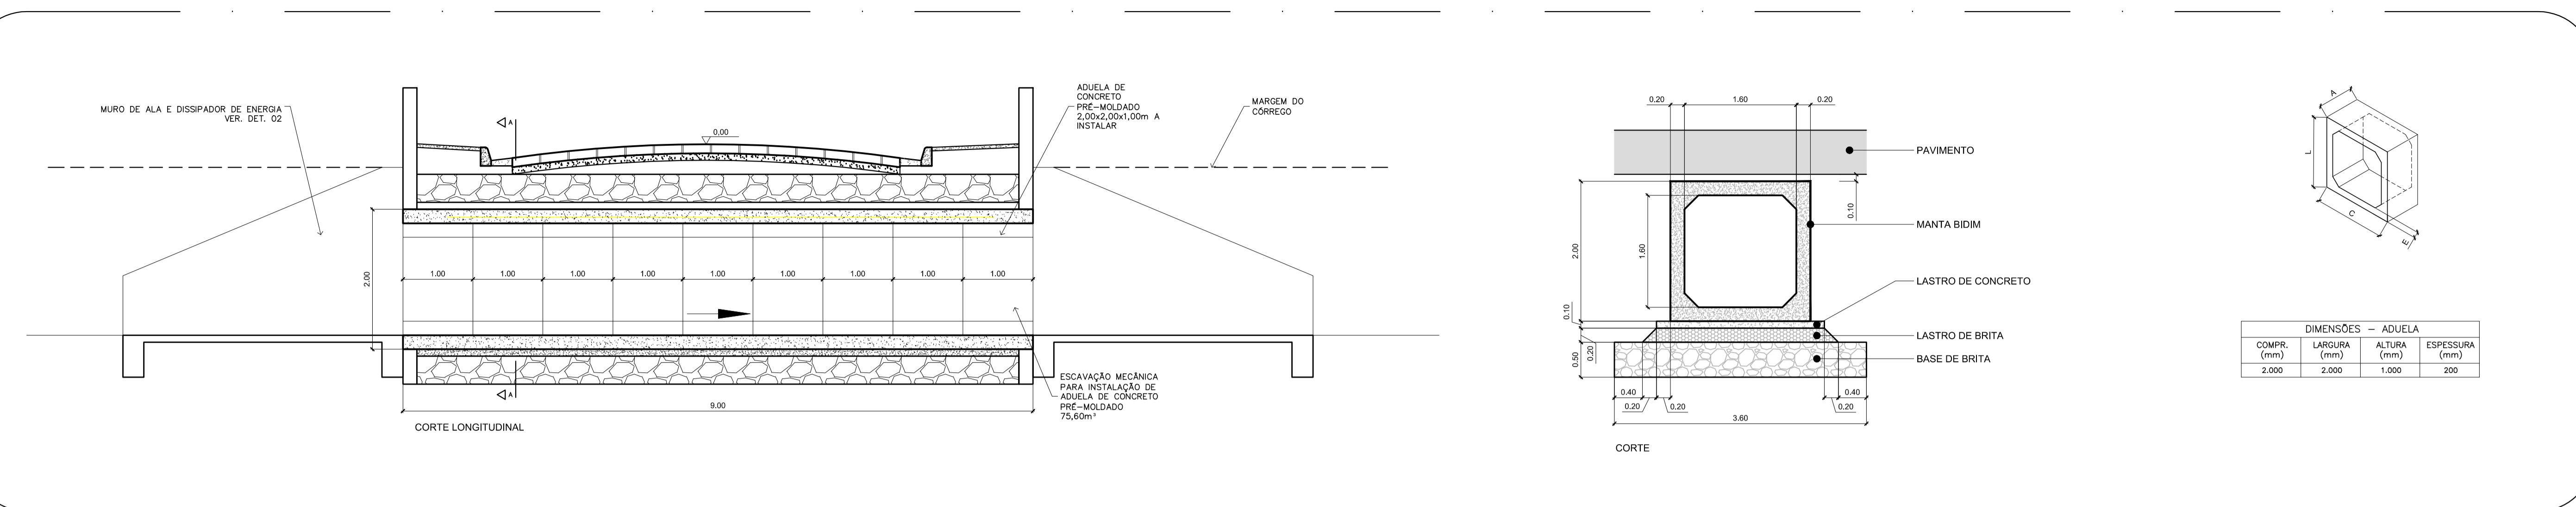 MURO DE ALA E DISSIPADOR DE ENERGIA
VER. DET. 02
A
0,00
ADUELA DE
CONCRETO
PRÉ-MOLDADO
2,00x2,00x1,00m A
INSTALAR
MARGEM DO
CÓRREGO
2.00
1.00
1.00
1.00
1.00
1.00
1.00
1.00
1.00
1.00
A
9.00
ESCAVAÇÃO MECÂNICA
PARA INSTALAÇÃO DE
ADUELA DE CONCRETO
PRÉ-MOLDADO
75,60m³
CORTE LONGITUDINAL
0.20
1.60
0.20
PAVIMENTO
0.10
MANTA BIDIM
2.00
1.60
LASTRO DE CONCRETO
0.10
LASTRO DE BRITA
0.50
0.20
BASE DE BRITA
0.40
0.40
0.20
0.20
0.20
3.60
CORTE
A
L
C
E
DIMENSÕES - ADUELA
COMPR. (mm) LARGURA (mm) ALTURA (mm) ESPESSURA (mm)
2.000 2.000 1.000 200